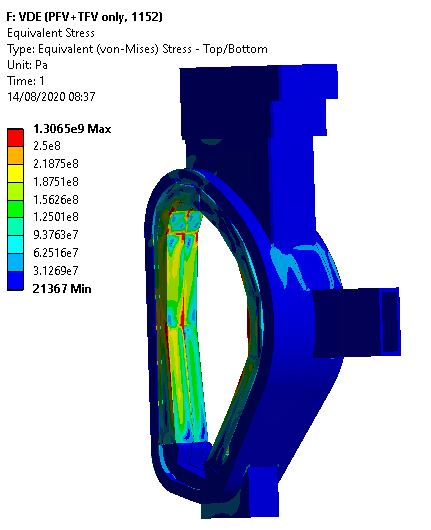 F: VDE (PFV+TFV only, 1152)
Equivalent Stress
Type: Equivalent (von-Mises) Stress - Top/Bottom
Unit: Pa
Time: 1
14/08/2020 08:37
1.3065e9 Max
2.5e8
2.1875e8
1.8751e8
1.5626e8
1.2501e8
9.3763e7
6.2516e7
3.1269e7
21367 Min